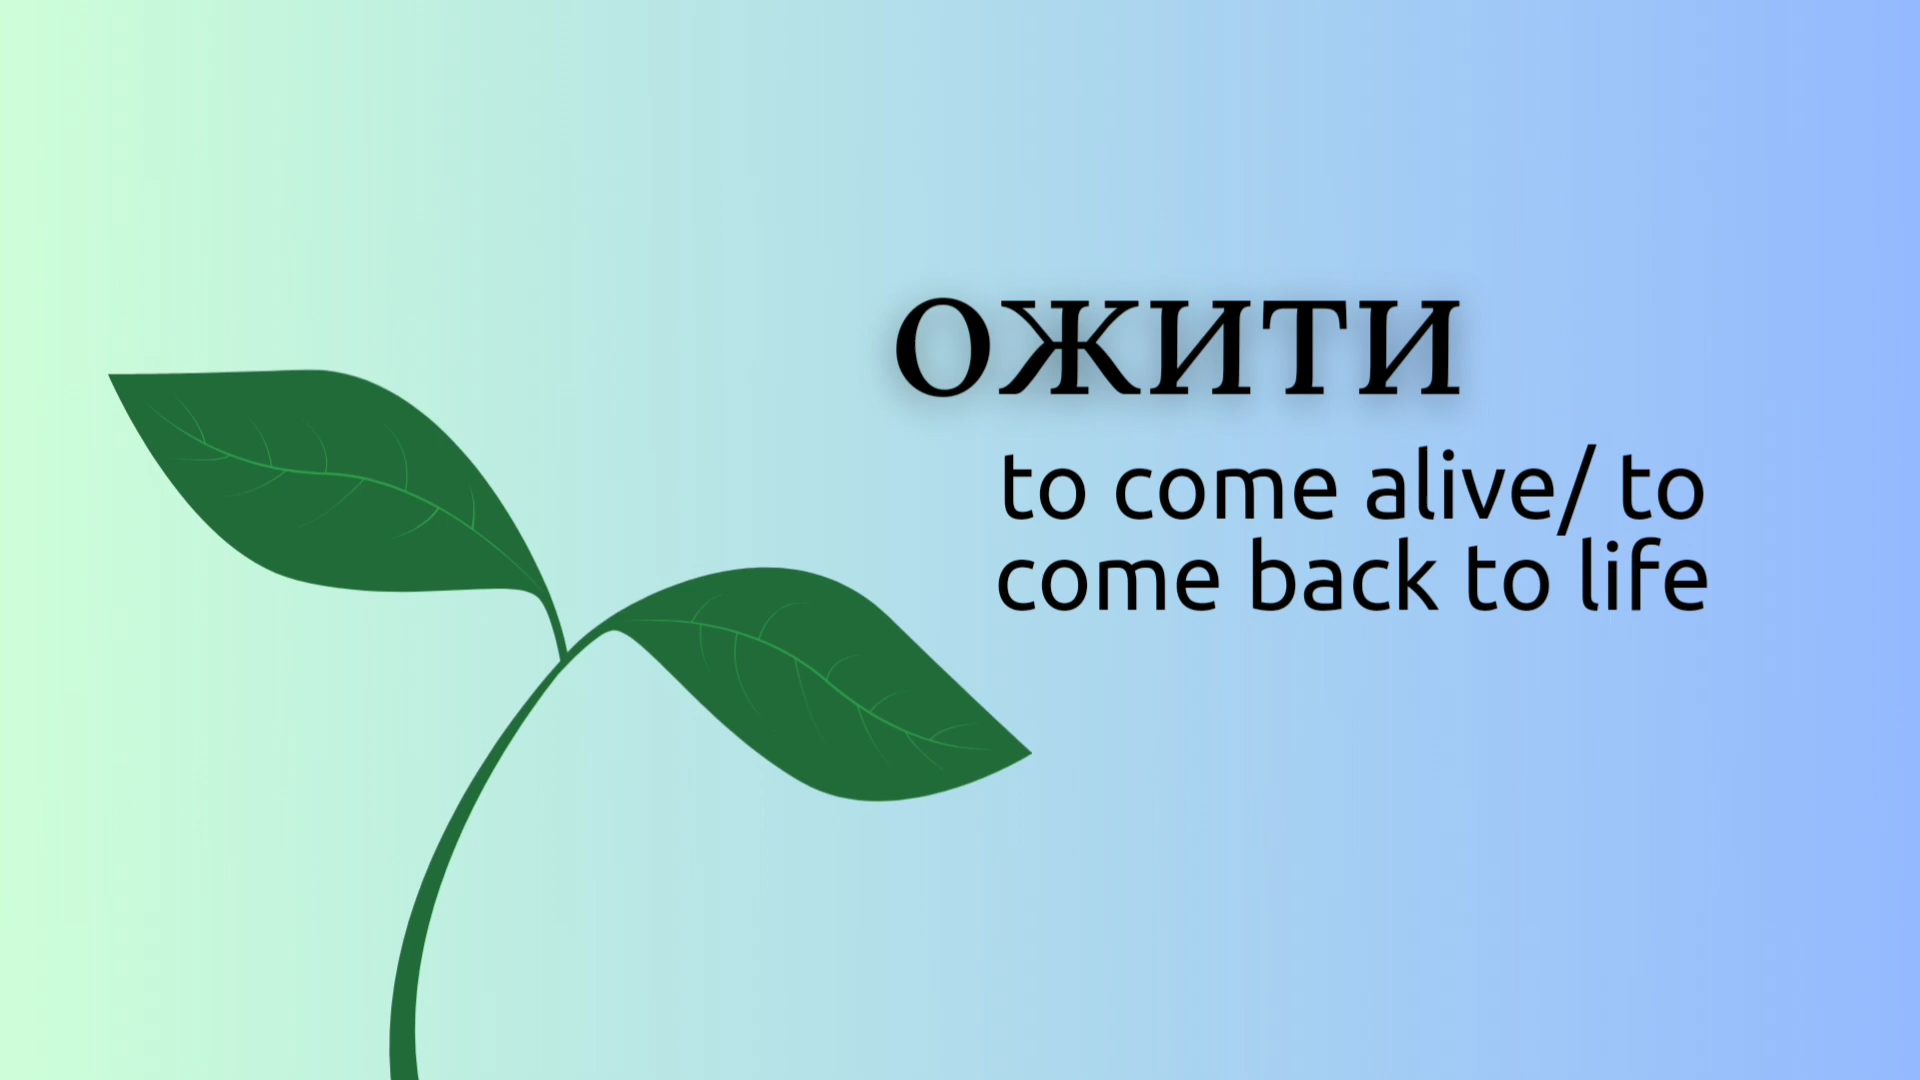 ожити
to come alive/ to
come back to life